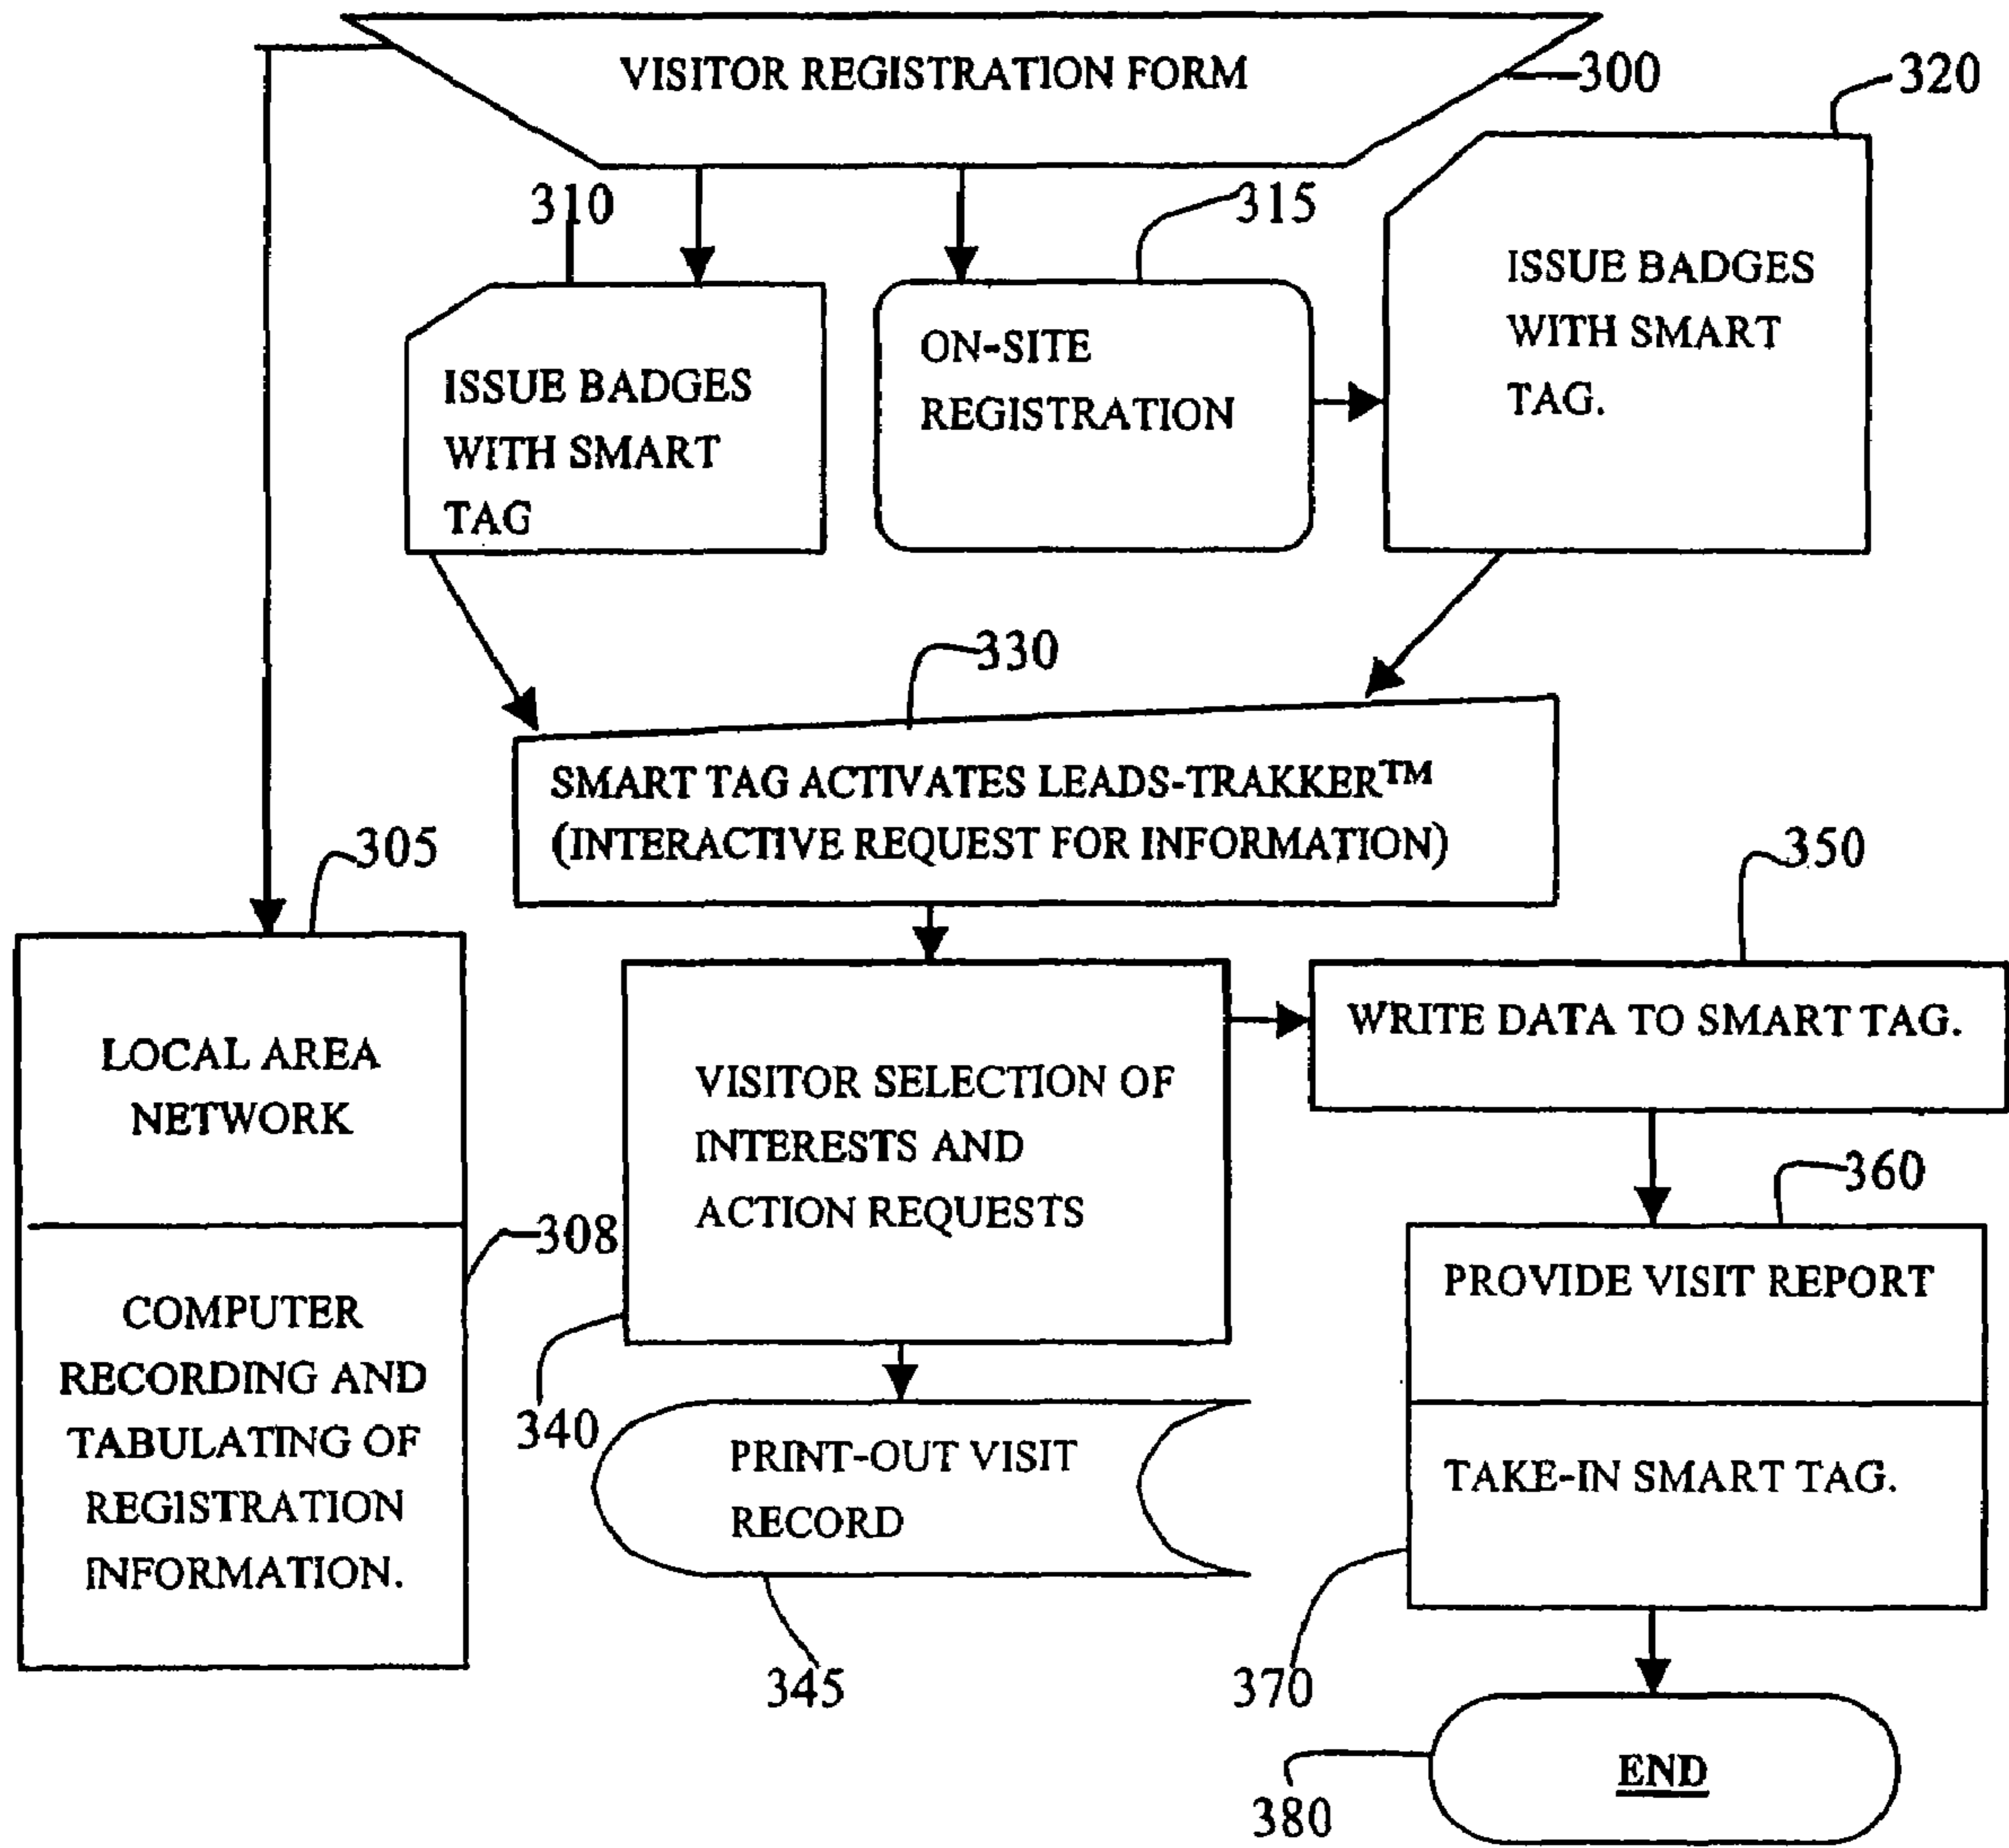 VISITOR REGISTRATION FORM
300
320
310
315
ISSUE BADGES
WITH SMART
TAG
ON-SITE
REGISTRATION
ISSUE BADGES
WITH SMART
TAG.
330
SMART TAG ACTIVATES LEADS-TRAKKER™
(INTERACTIVE REQUEST FOR INFORMATION)
305
350
LOCAL AREA
NETWORK
VISITOR SELECTION OF
INTERESTS AND
ACTION REQUESTS
WRITE DATA TO SMART TAG.
308
360
COMPUTER
RECORDING AND
TABULATING OF
REGISTRATION
INFORMATION.
340
PROVIDE VISIT REPORT
PRINT-OUT VISIT
RECORD
TAKE-IN SMART TAG.
345
370
END
380